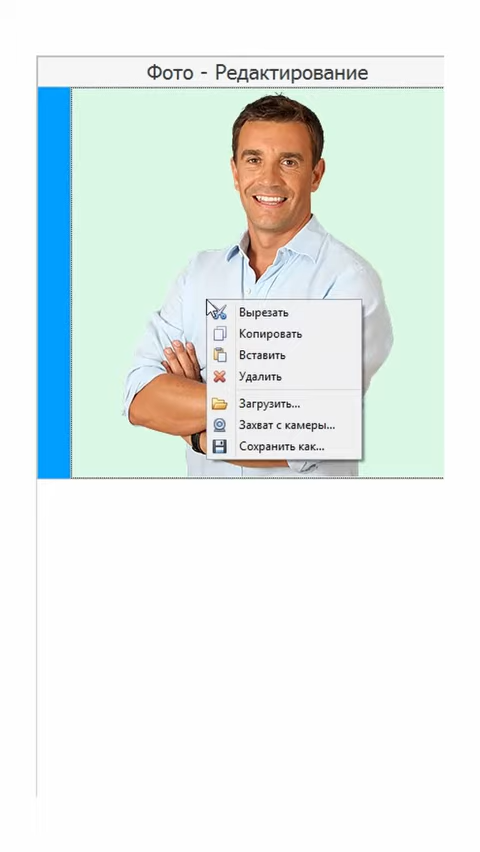 Фото - Редактирование
Вырезать
Копировать
Вставить
Удалить
Загрузить...
Захват с камеры...
Сохранить как...